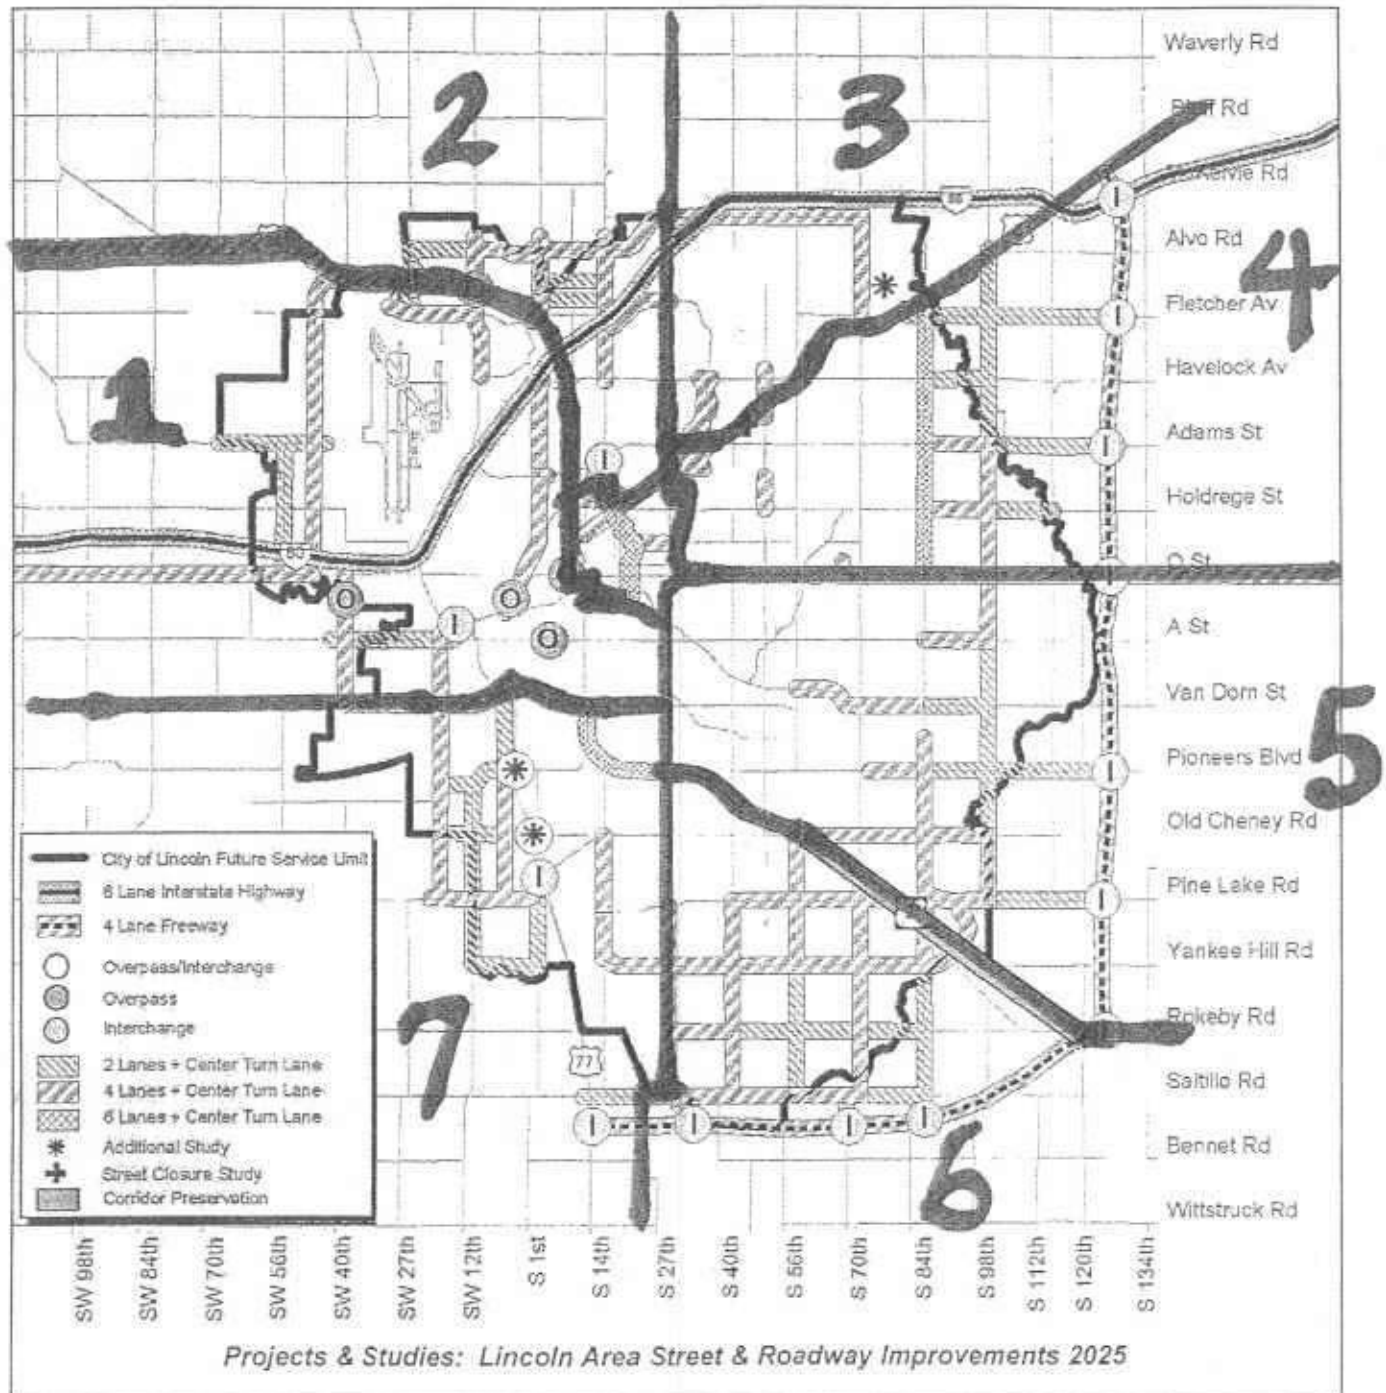 Waverly Rd
2
3
Bluff Rd
80
Alvo Rd
4
Fletcher Av
Havelock Av
1
I
Adams St
I
I
Holdrege St
80
O St
O
O
I
O
A St
Van Dorn St
5
Pioneers Blvd
I
Old Cheney Rd
City of Lincoln Future Service Limit
6 Lane Interstate Highway
4 Lane Freeway
Overpass/Interchange
Overpass
Interchange
2 Lanes + Center Turn Lane
4 Lanes + Center Turn Lane
6 Lanes + Center Turn Lane
Additional Study
Street Closure Study
Corridor Preservation
I
Pine Lake Rd
I
Yankee Hill Rd
7
Rokeby Rd
77
Saltillo Rd
I
I
I
I
Bennet Rd
6
Wittstruck Rd
SW 98th
SW 84th
SW 70th
SW 56th
SW 40th
SW 27th
SW 12th
S 1st
S 14th
S 27th
S 40th
S 56th
S 70th
S 84th
S 98th
S 112th
S 120th
S 134th
Projects & Studies: Lincoln Area Street & Roadway Improvements 2025